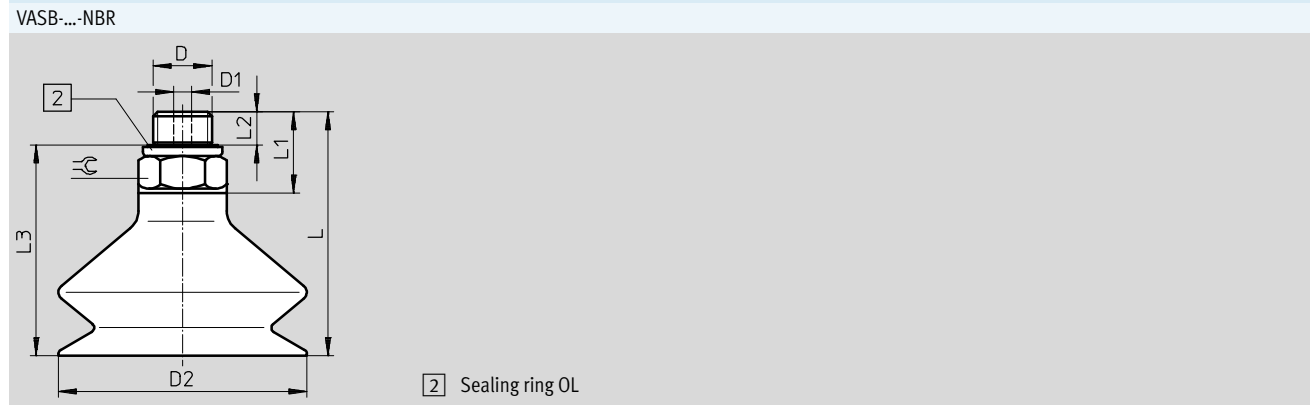 VASB-...-NBR
D
D1
2
L2
L1
L3
L
D2
2 Sealing ring OL